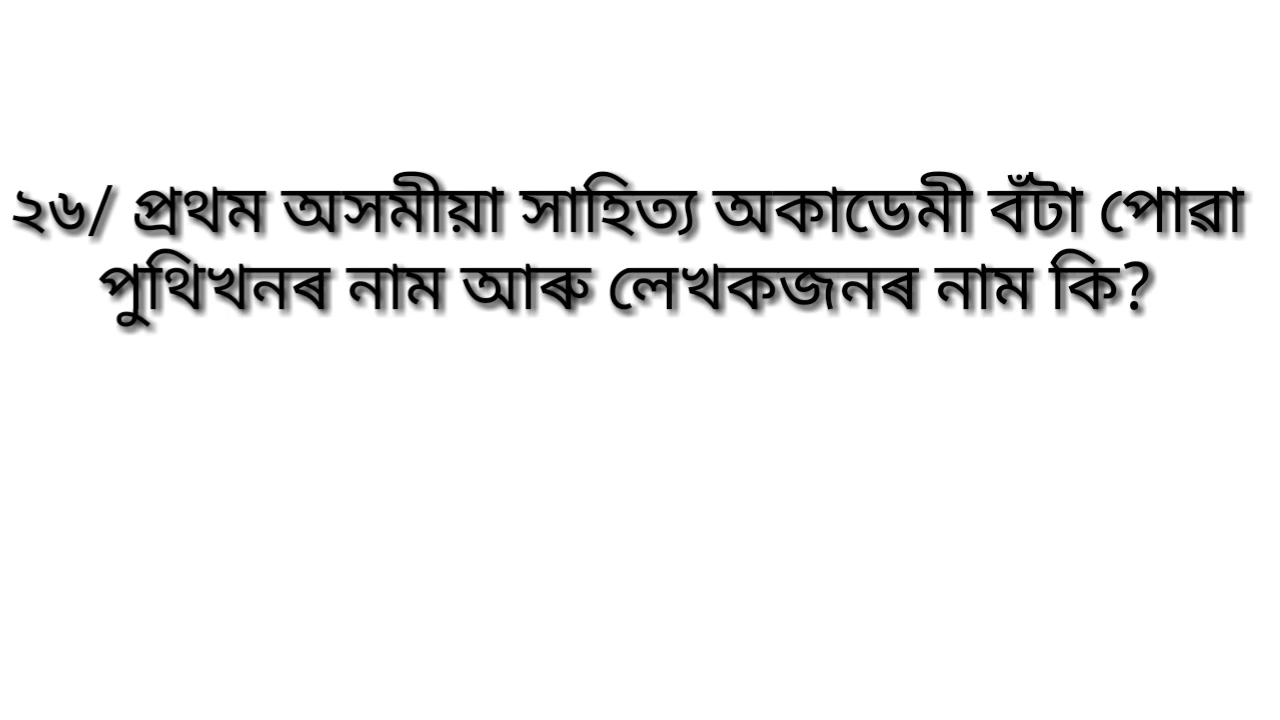 ২৬/ প্ৰথম অসমীয়া সাহিত্য অকাডেমী বঁটা পোৱা
পুথিখনৰ নাম আৰু লেখকজনৰ নাম কি?